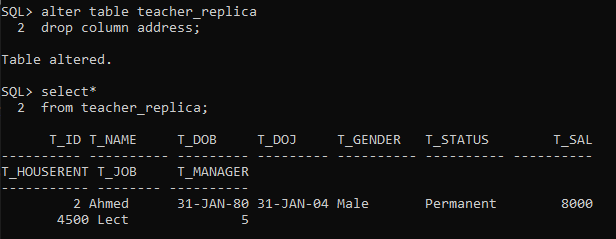 SQL> alter table teacher_replica
  2  drop column address;

Table altered.

SQL> select*
  2  from teacher_replica;

      T_ID T_NAME     T_DOB     T_DOJ     T_GENDER   T_STATUS        T_SAL
---------- ---------- --------- --------- ---------- ---------- ----------
T_HOUSERENT T_JOB    T_MANAGER
----------- -------- ----------
         2 Ahmed      31-JAN-80 31-JAN-04 Male       Permanent        8000
       4500 Lect              5